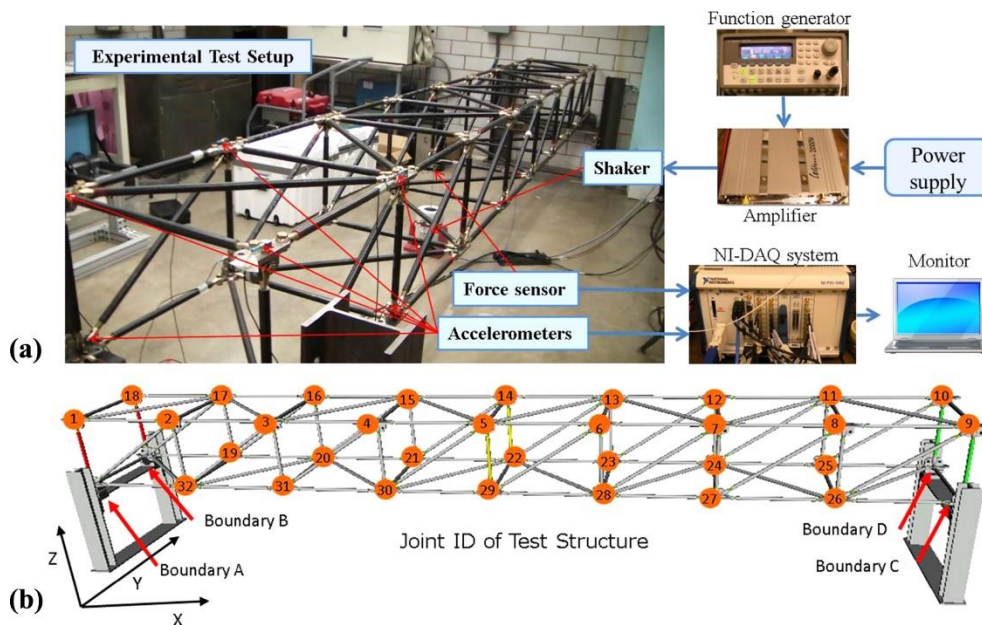 Function generator
Experimental Test Setup
Shaker
Power
supply
Amplifier
NI-DAQ system
Monitor
Force sensor
NATIONAL
INSTRUMENTS
Accelerometers
(a)
18 17 16 15 14 13 12 11 10
1 2 3 4 5 6 7 8 9
19 20 21 22 23 24 25
32 31 30 29 28 27 26
Boundary B
Boundary A
Joint ID of Test Structure
Boundary D
Boundary C
Z
Y
X
(b)